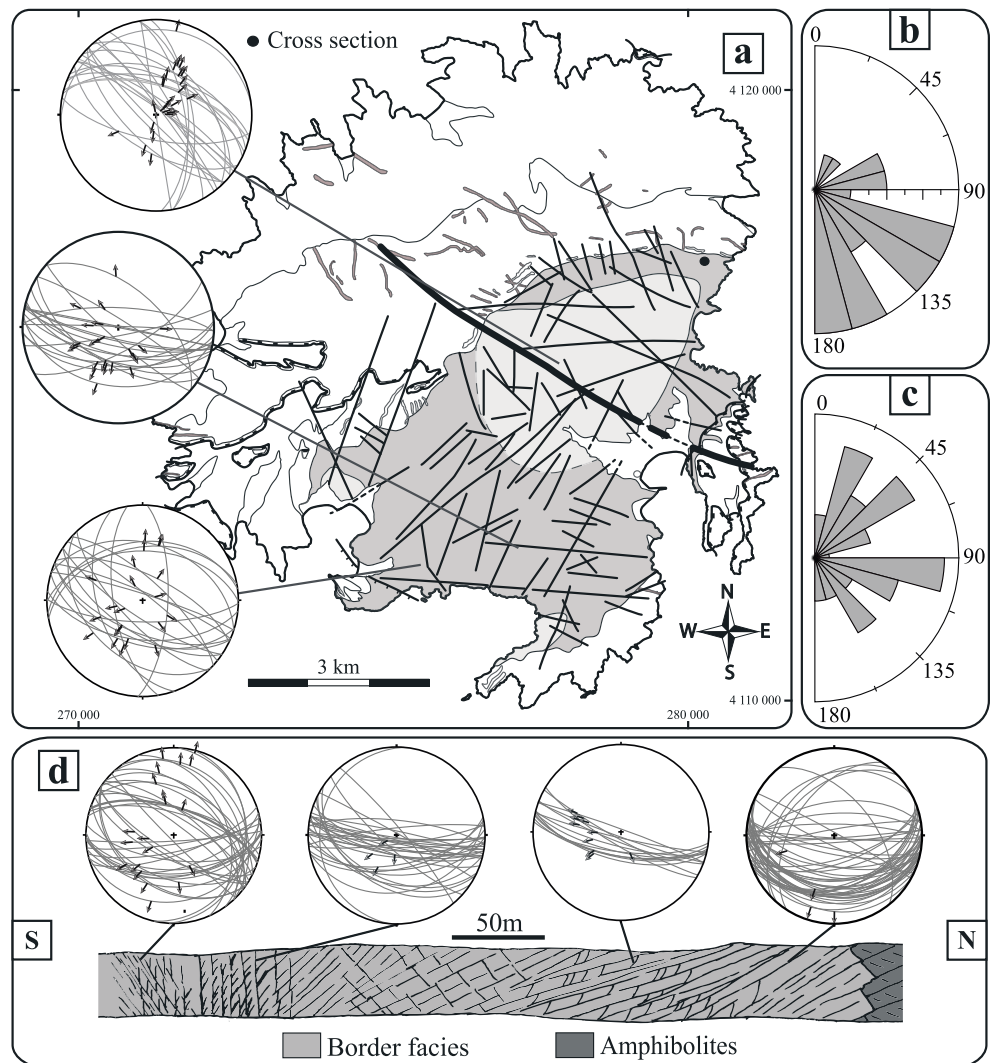 Cross section
a
4 120 000
3 km
N
W
E
S
4 110 000
270 000
280 000
b
0
45
90
135
180
c
0
45
90
135
180
d
50m
S
N
Border facies
Amphibolites